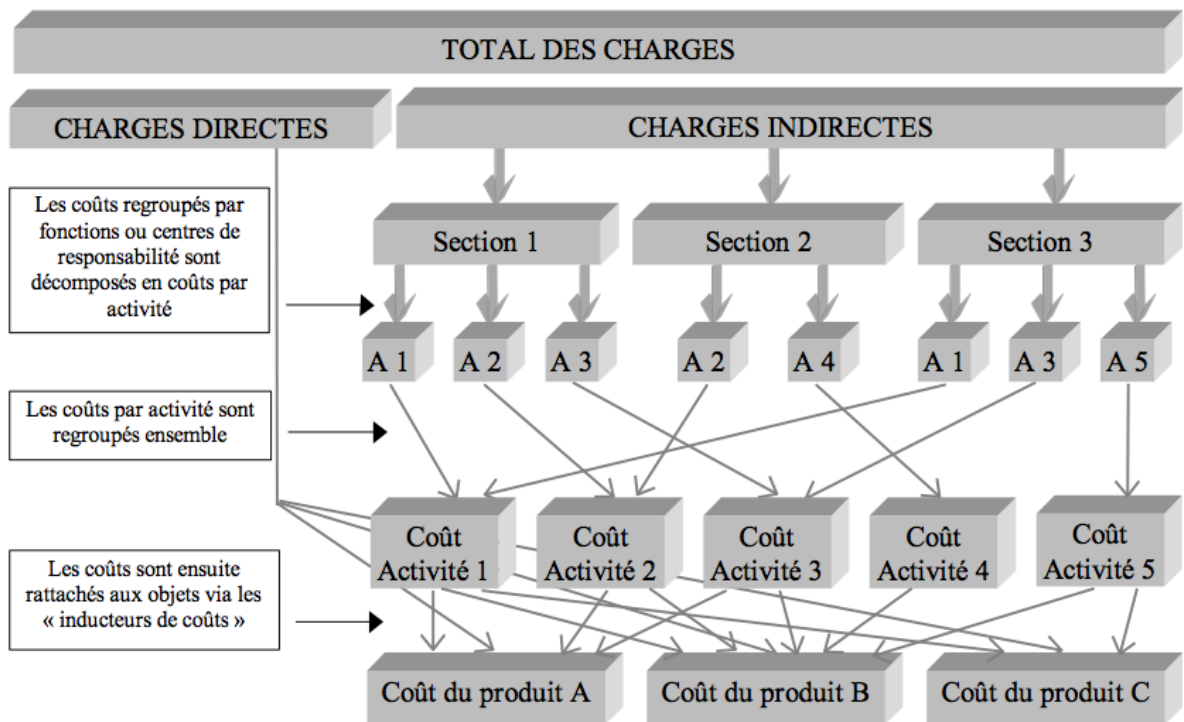 TOTAL DES CHARGES
CHARGES DIRECTES
CHARGES INDIRECTES
Les coûts regroupés par
fonctions ou centres de
responsabilité sont
décomposés en coûts par
activité
Section 1
Section 2
Section 3
A 1
A 2
A 3
A 2
A 4
A 1
A 3
A 5
Les coûts par activité sont
regroupés ensemble
Coût
Activité 1
Coût
Activité 2
Coût
Activité 3
Coût
Activité 4
Coût
Activité 5
Les coûts sont ensuite
rattachés aux objets via les
« inducteurs de coûts »
Coût du produit A
Coût du produit B
Coût du produit C